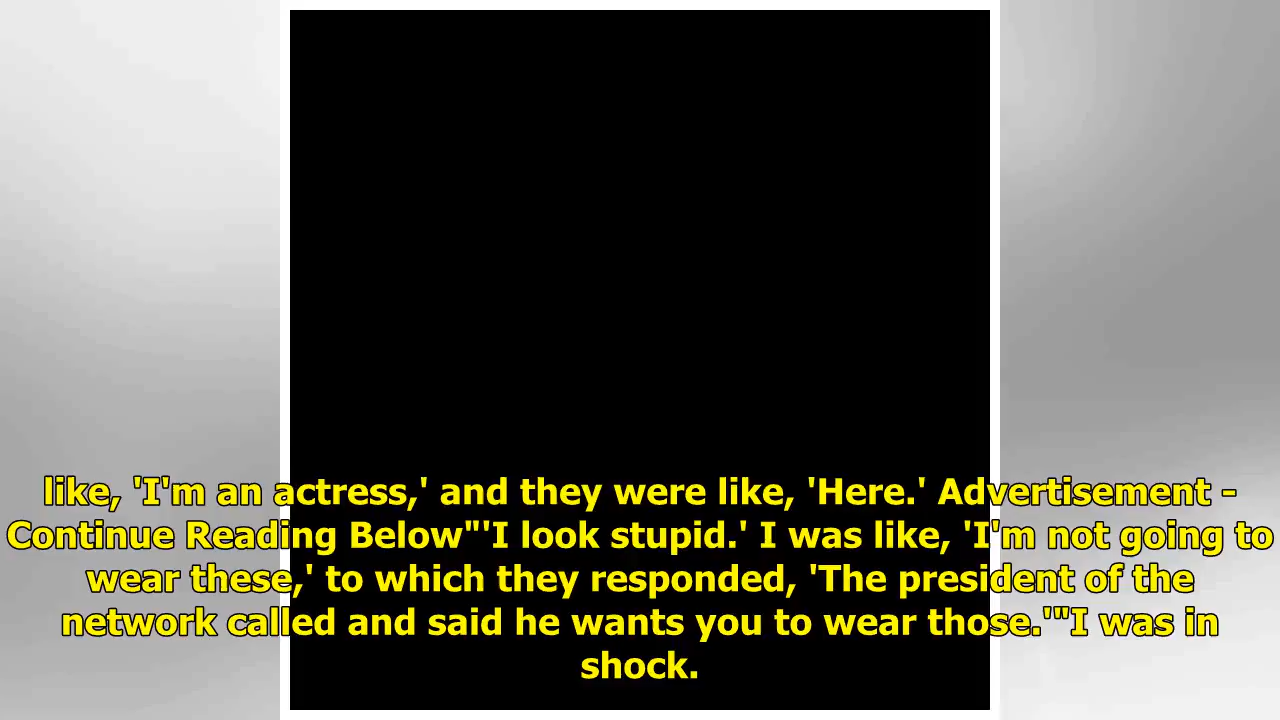 like, 'I'm an actress,' and they were like, 'Here.' Advertisement -
Continue Reading Below"'I look stupid.' I was like, 'I'm not going to
wear these,' to which they responded, 'The president of the
network called and said he wants you to wear those.'"I was in
shock.